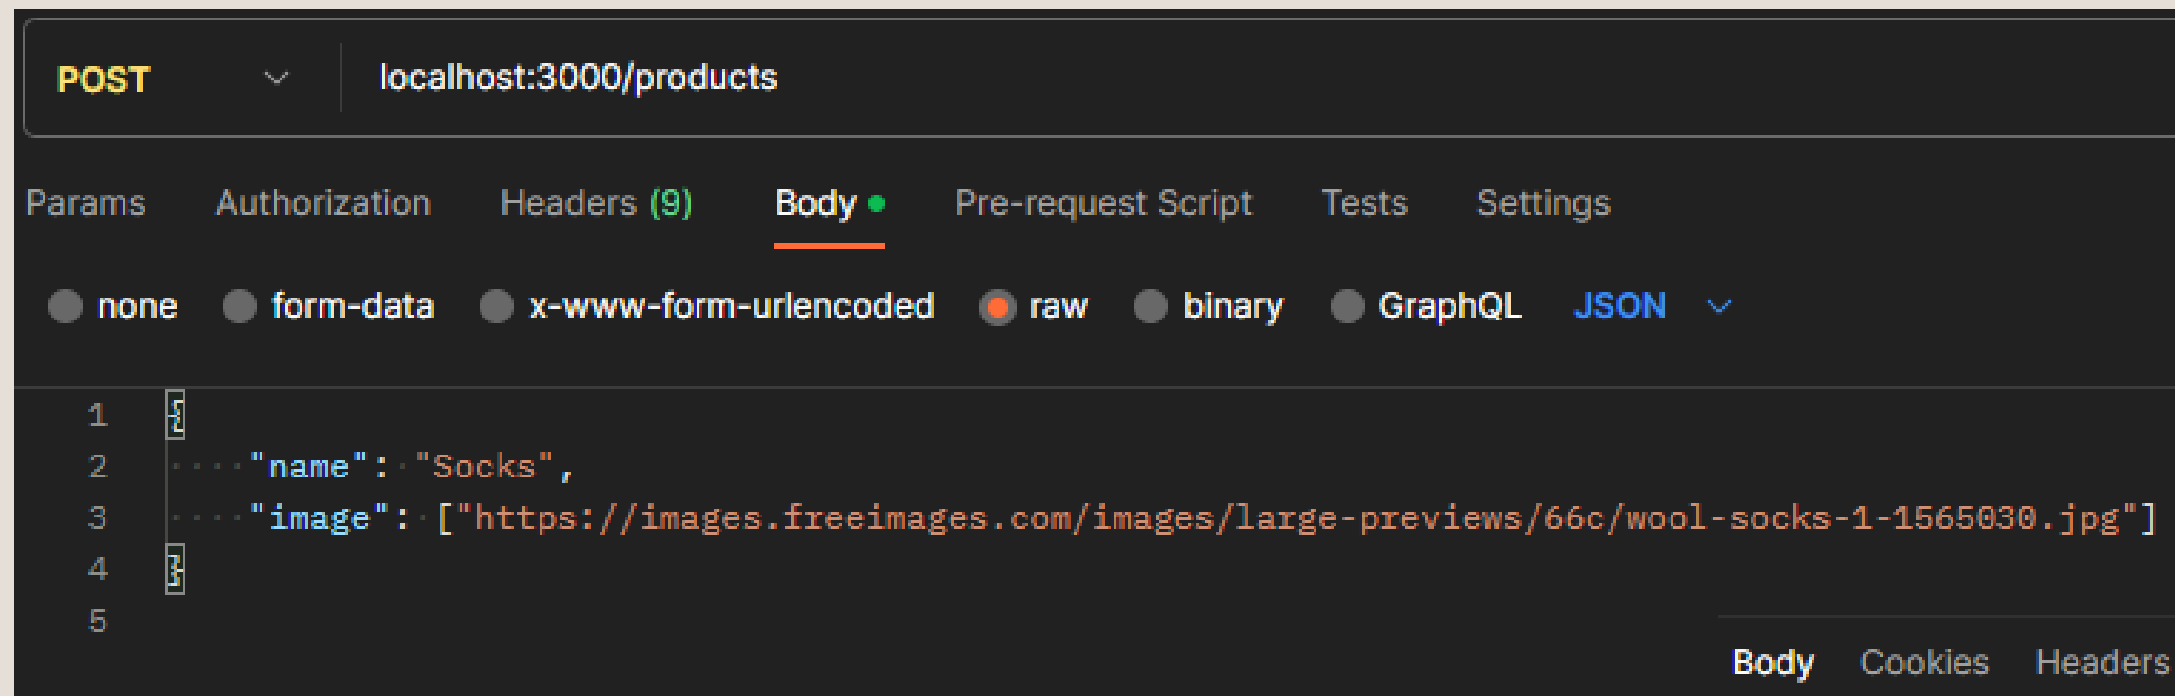 POST localhost:3000/products
Params Authorization Headers (9) Body Pre-request Script Tests Settings
none form-data x-www-form-urlencoded raw binary GraphQL JSON
1 {
2 "name": "Socks",
3 "image": ["https://images.freeimages.com/images/large-previews/66c/wool-socks-1-1565030.jpg"]
4 }
5
Body Cookies Headers